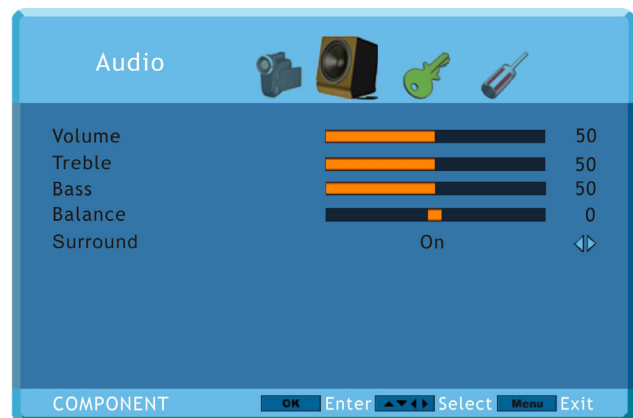 Audio
Volume 50
Treble 50
Bass 50
Balance 0
Surround On
COMPONENT OK Enter Select Menu Exit